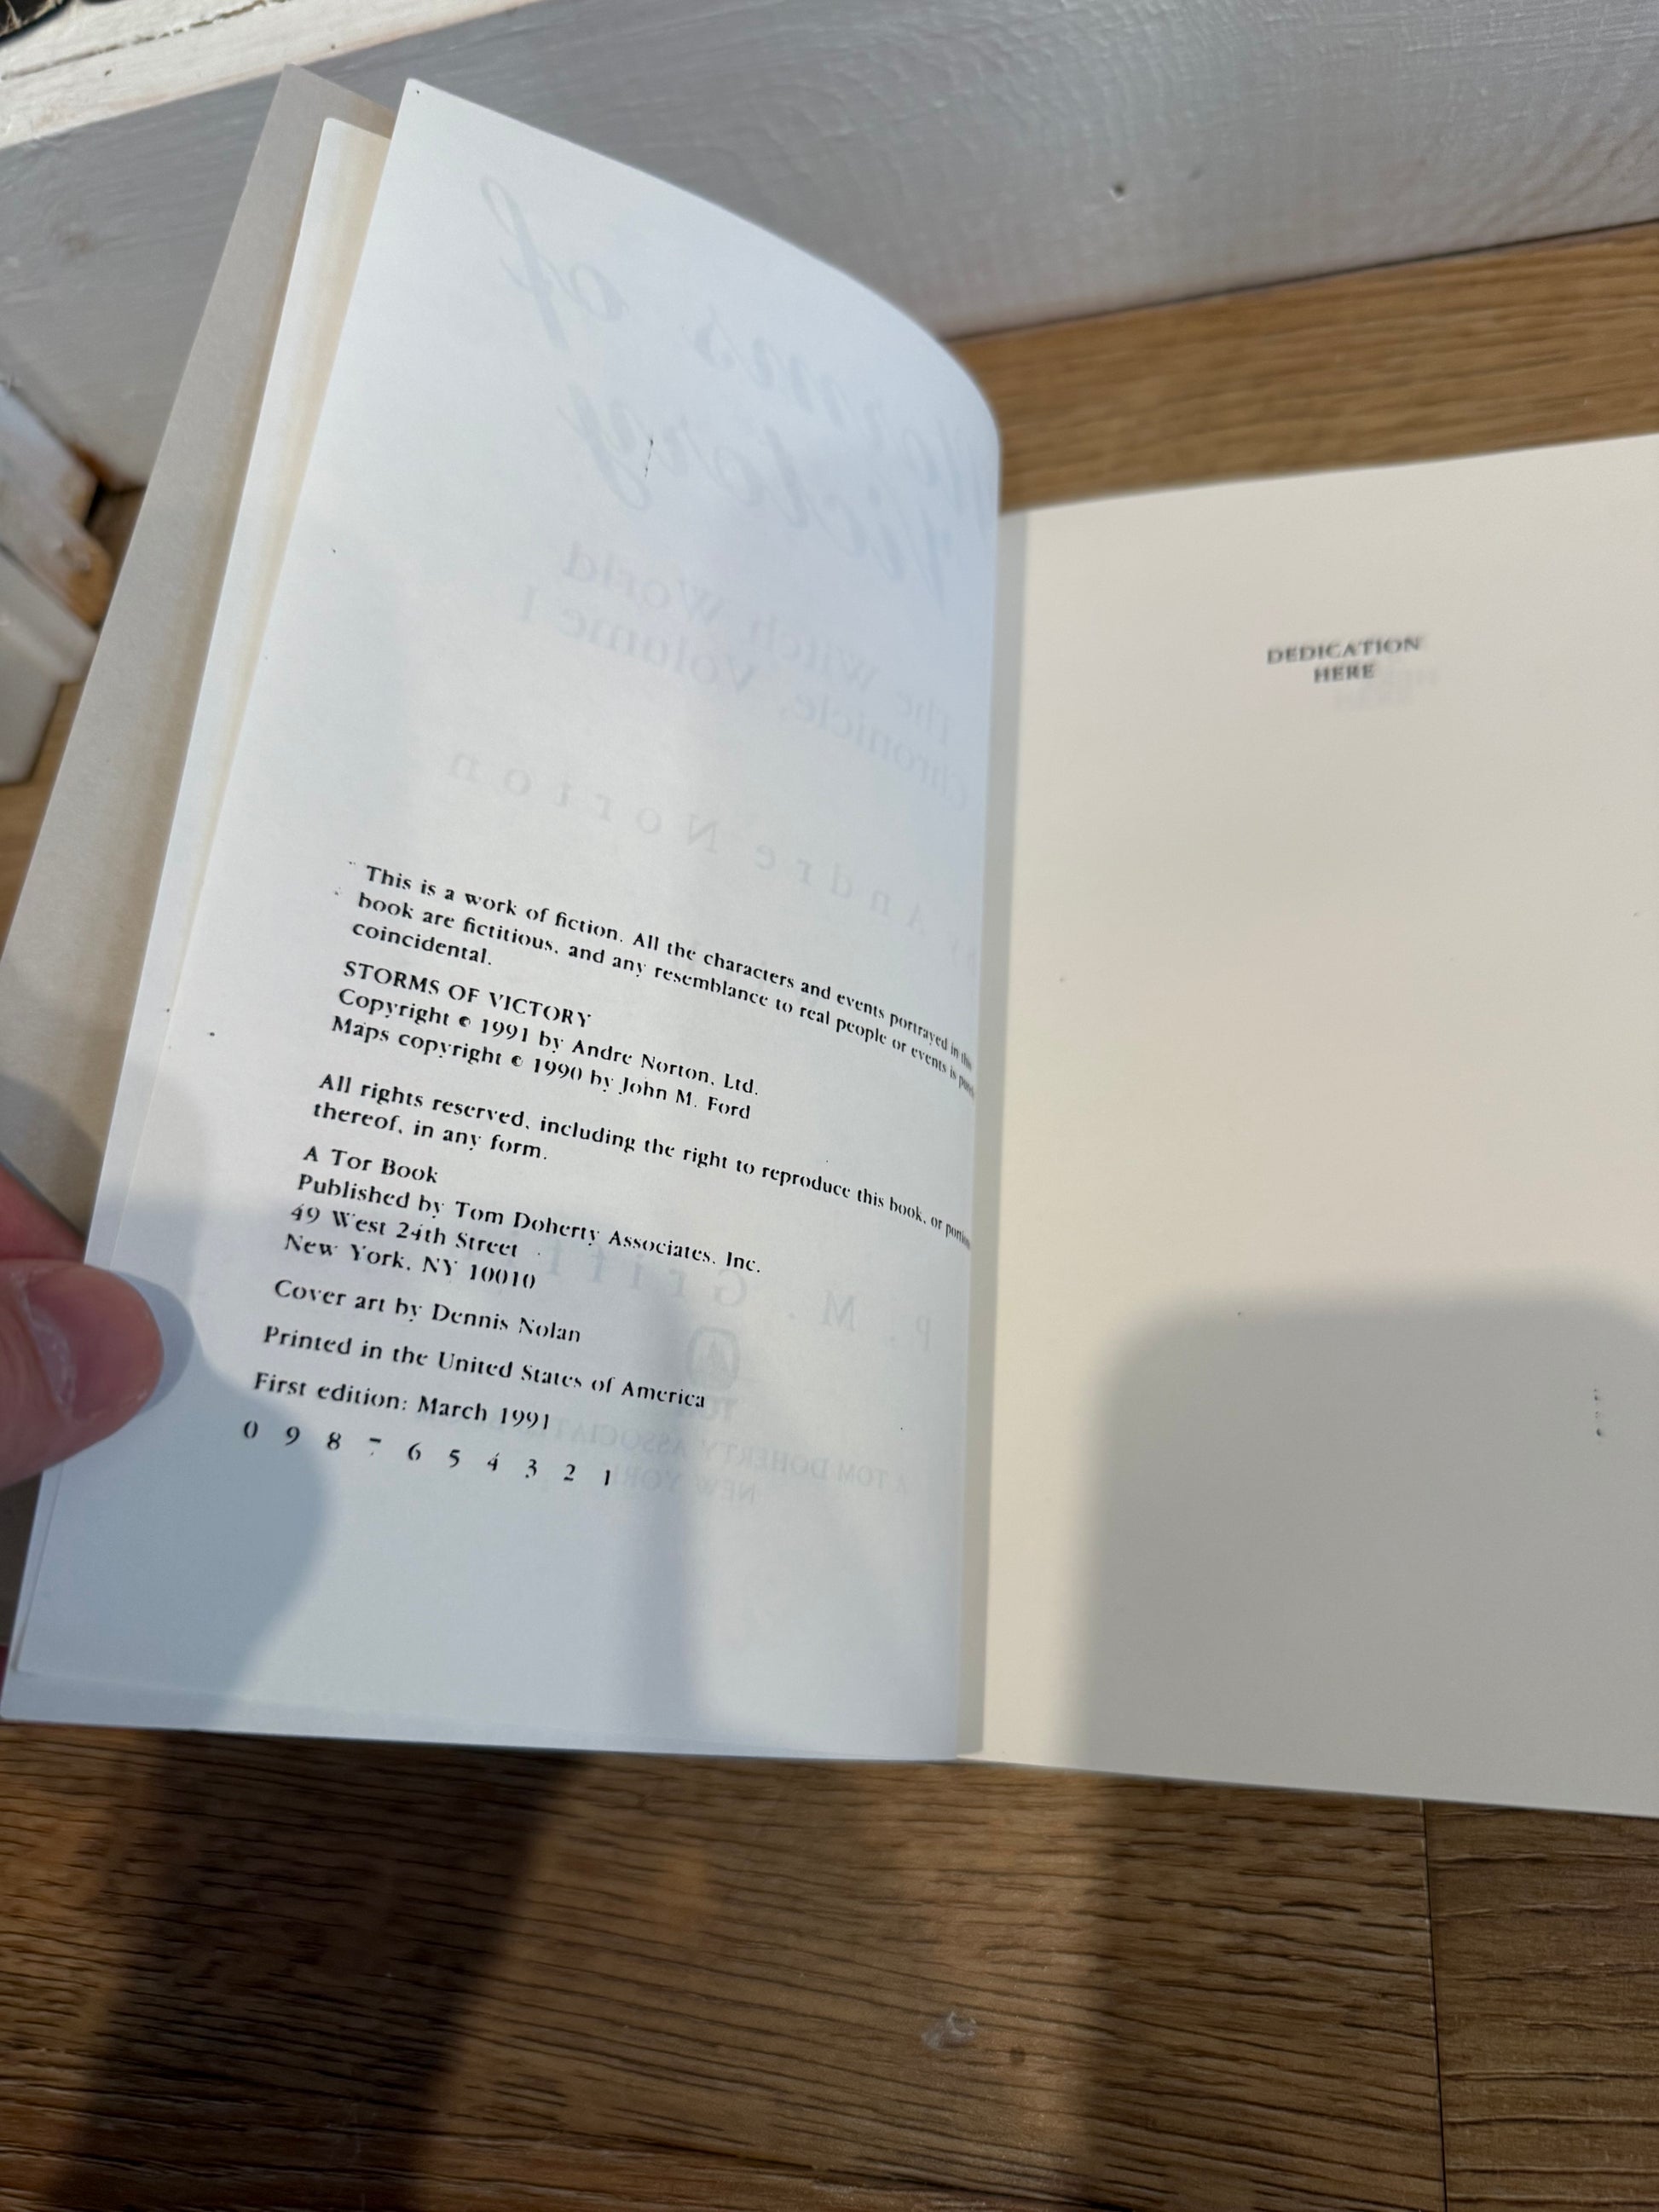 This is a work of fiction. All the characters and events portrayed in this
book are fictitious, and any resemblance to real people or events is
coincidental.
STORMS OF VICTORY
Copyright © 1991 by Andre Norton, Ltd.
Maps copyright © 1990 by John M. Ford
All rights reserved, including the right to reproduce this book, or
thereof, in any form.
A Tor Book
Published by Tom Doherty Associates, Inc.
49 West 24th Street
New York, NY 10010
Cover art by Dennis Nolan
Printed in the United States of America
First edition: March 1991
0 9 8 7 6 5 4 3 2 1
DEDICATION
HERE